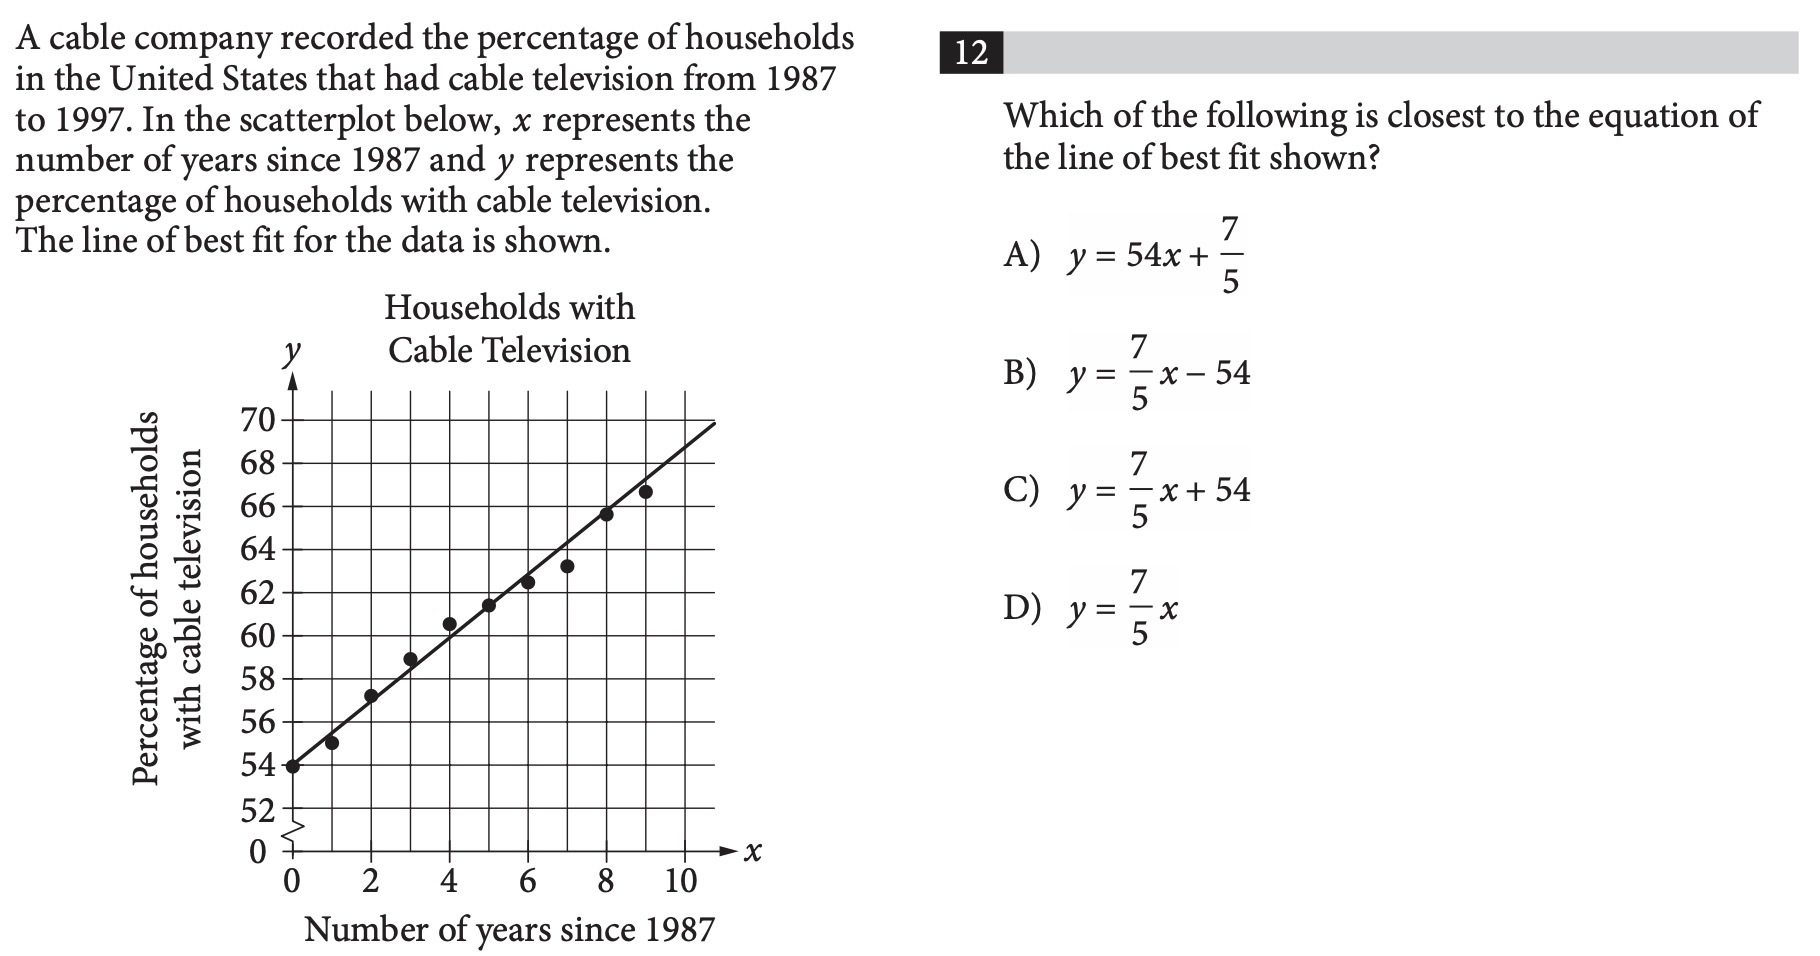 A cable company recorded the percentage of households
in the United States that had cable television from 1987
to 1997. In the scatterplot below, x represents the
number of years since 1987 and y represents the
percentage of households with cable television.
The line of best fit for the data is shown.
Households with
Cable Television
y
Percentage of households
with cable television
70
68
66
64
62
60
58
56
54
52
0
x
0 2 4 6 8 10
Number of years since 1987
12
Which of the following is closest to the equation of
the line of best fit shown?
A) y = 54x + 7/5
B) y = 7/5 x − 54
C) y = 7/5 x + 54
D) y = 7/5 x